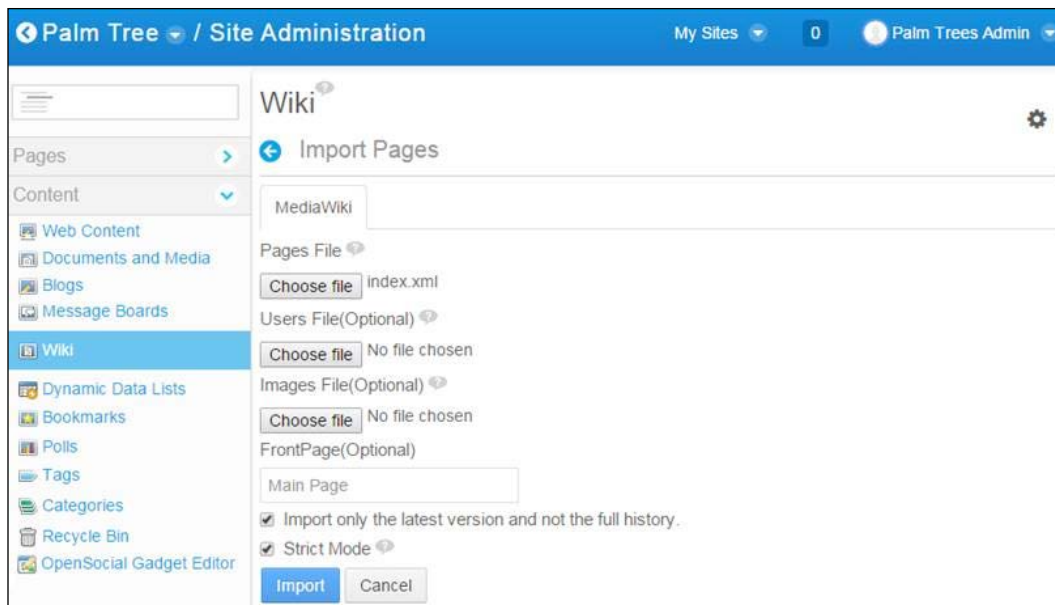 Palm Tree / Site Administration
My Sites
0
Palm Trees Admin
Pages
Content
Web Content
Documents and Media
Blogs
Message Boards
Wiki
Dynamic Data Lists
Bookmarks
Polls
Tags
Categories
Recycle Bin
OpenSocial Gadget Editor
Wiki ?
Import Pages
MediaWiki
Pages File ?
Choose file index.xml
Users File(Optional) ?
Choose file No file chosen
Images File(Optional) ?
Choose file No file chosen
FrontPage(Optional)
Main Page
Import only the latest version and not the full history.
Strict Mode ?
Import Cancel